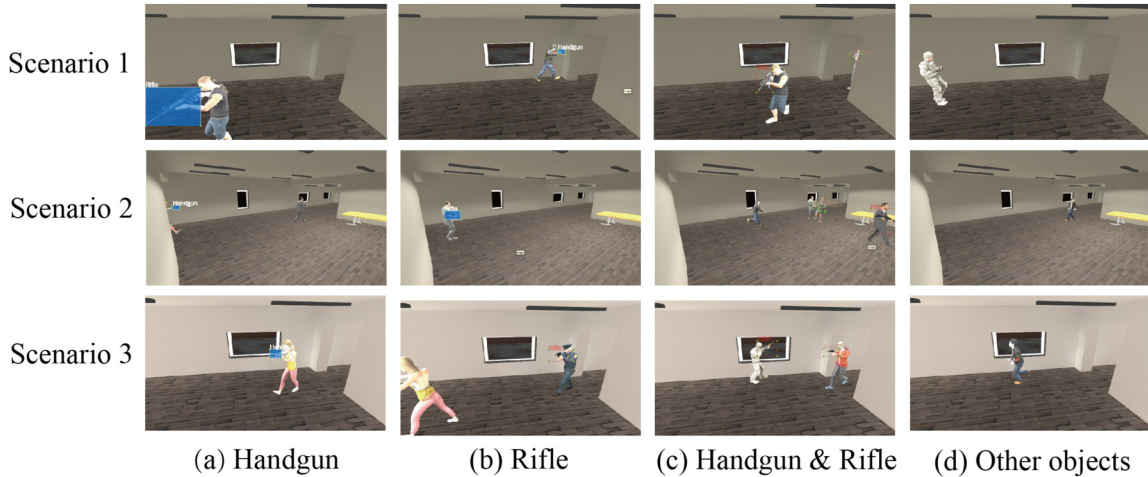 Scenario 1
Rifle
Handgun
Scenario 2
Handgun
Scenario 3
(a) Handgun
(b) Rifle
(c) Handgun & Rifle
(d) Other objects